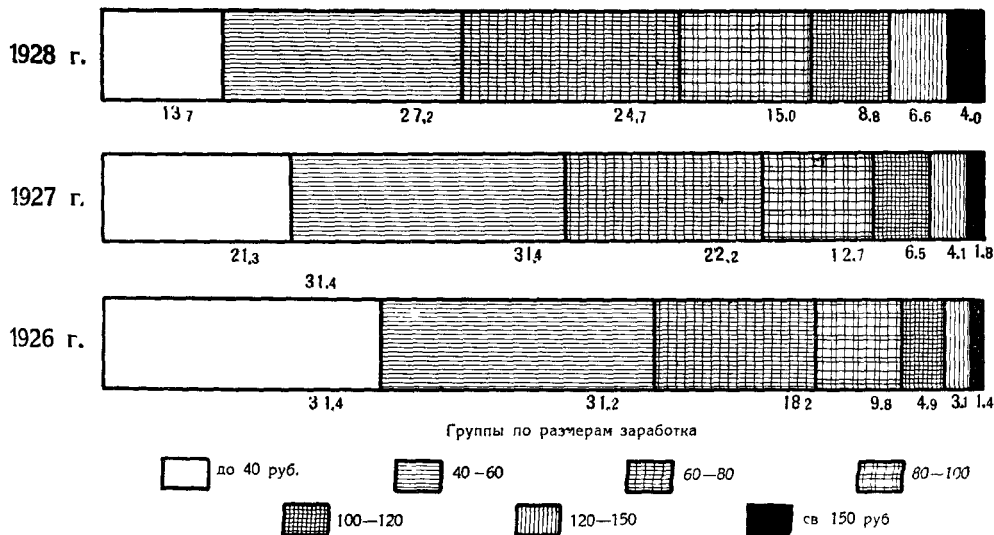 1928 г.
13 7 27,2 24,7 15.0 8.8 6.6 4.0
1927 г.
21,3 31,4 22,2 12.7 6.5 4.1 1.8
31.4
1926 г.
31,4 31,2 18 2 9.8 4,9 3,1 1.4
Группы по размерам заработка
до 40 руб. 40–60 60–80 80–100
100–120 120–150 св 150 руб